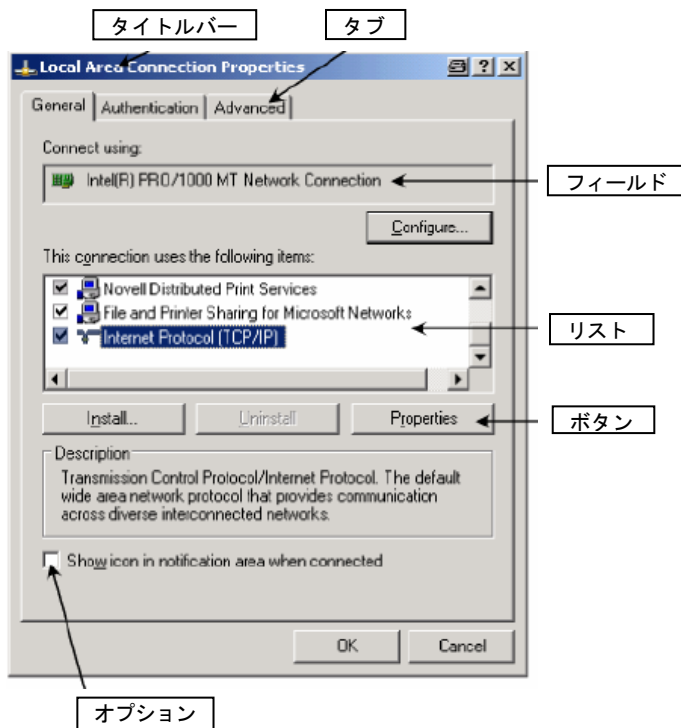 タイトルバー
タブ
Local Area Connection Properties
General
Authentication
Advanced
Connect using:
Intel(R) PRO/1000 MT Network Connection
フィールド
Configure...
This connection uses the following items:
Novell Distributed Print Services
File and Printer Sharing for Microsoft Networks
Internet Protocol (TCP/IP)
リスト
Install...
Uninstall
Properties
ボタン
Description
Transmission Control Protocol/Internet Protocol. The default
wide area network protocol that provides communication
across diverse interconnected networks.
Show icon in notification area when connected
OK
Cancel
オプション